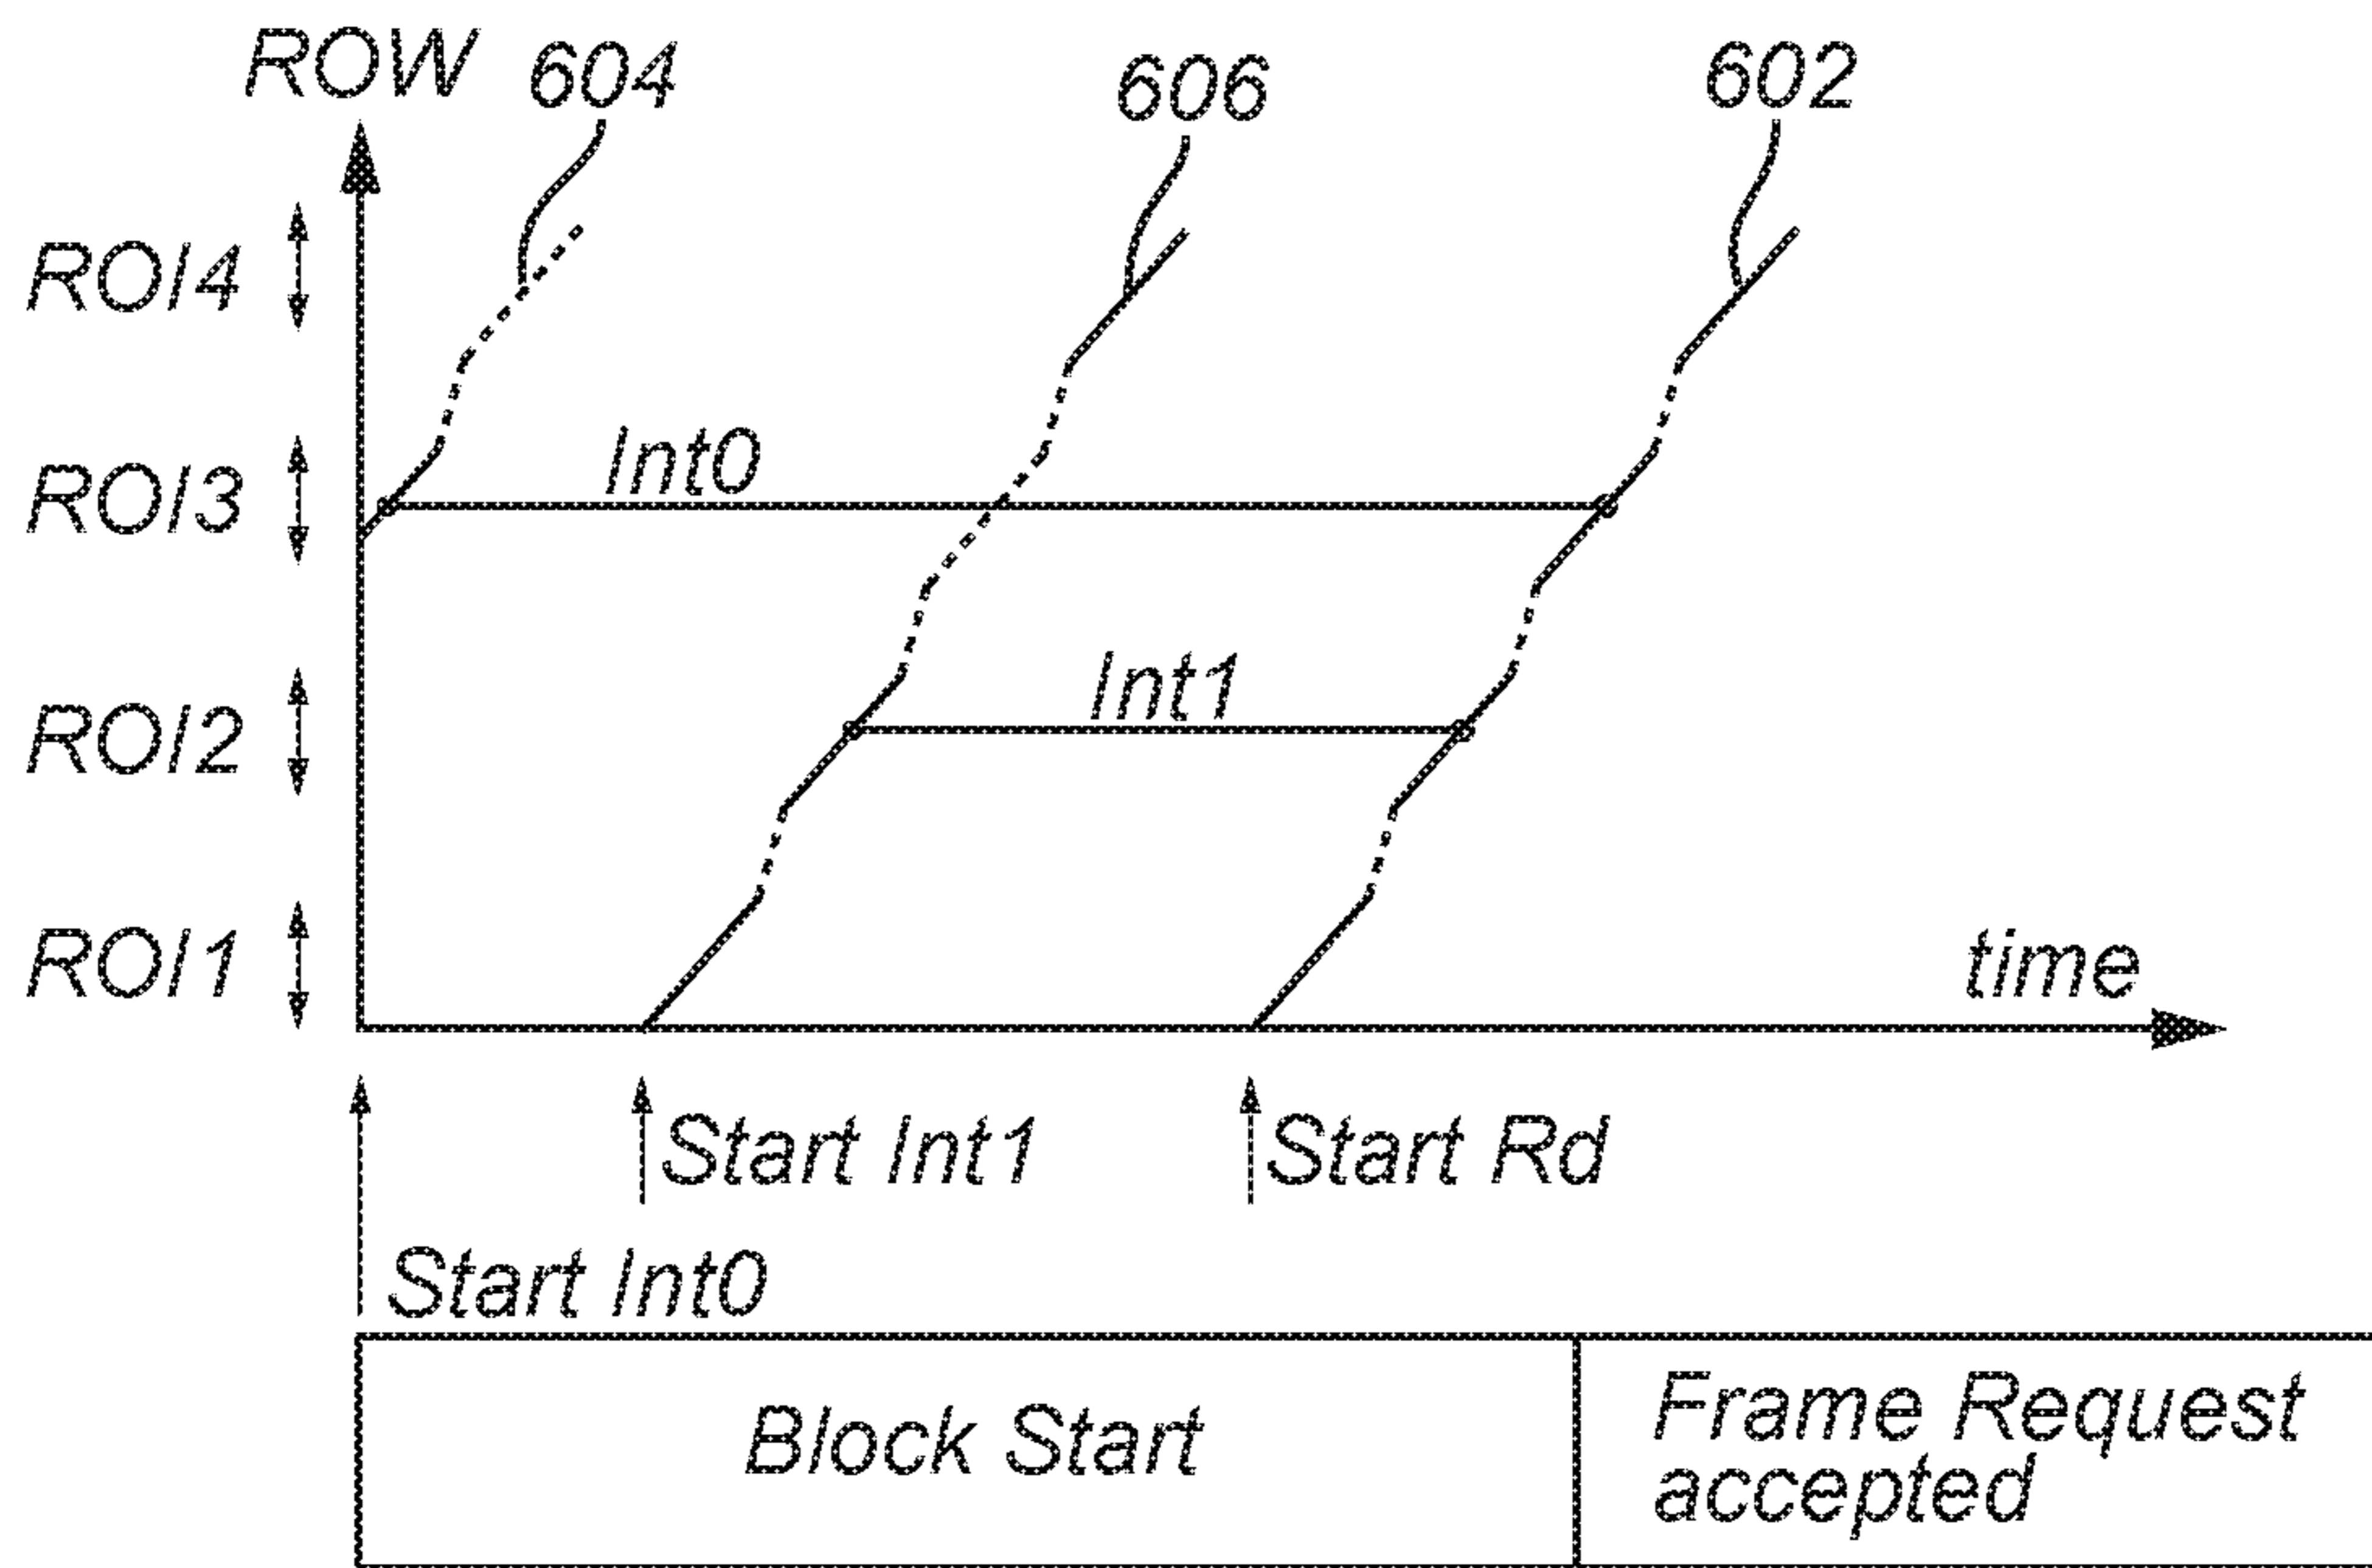 ROW 604 606 602
ROI4
ROI3 Int0
ROI2 Int1
ROI1 time
Start Int1 Start Rd
Start Int0
Block Start Frame Request
accepted